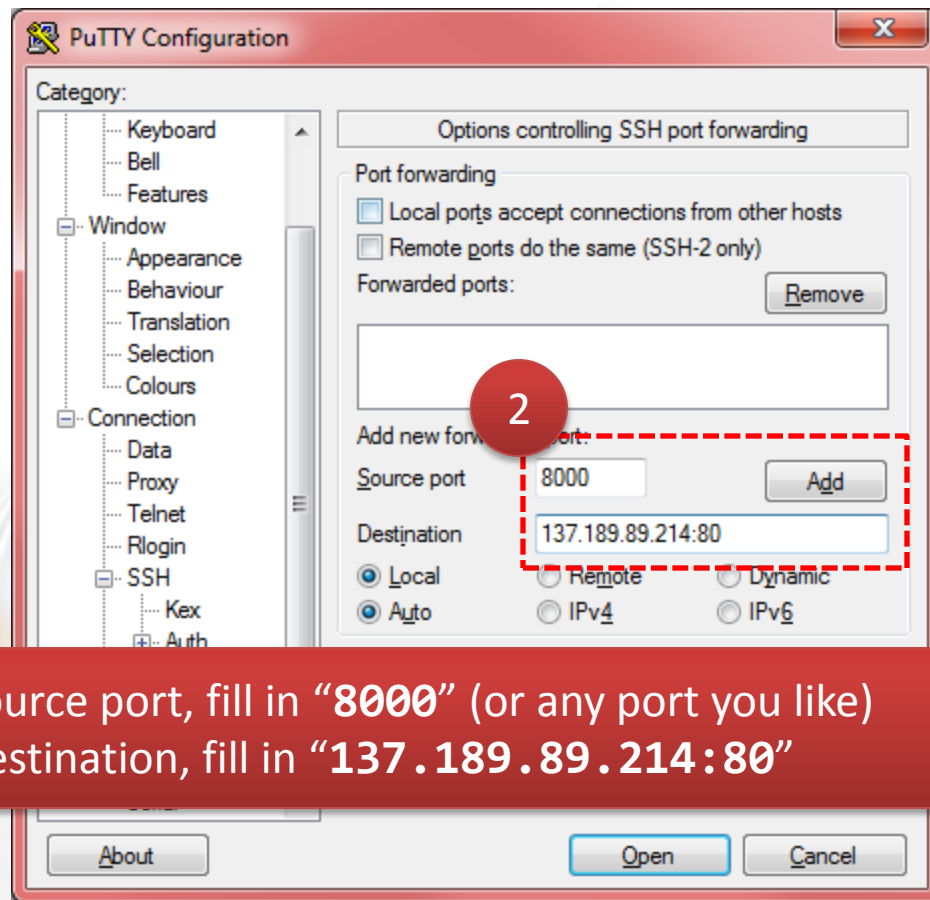 PuTTY Configuration
Category:
Keyboard
Bell
Features
Window
Appearance
Behaviour
Translation
Selection
Colours
Connection
Data
Proxy
Telnet
Rlogin
SSH
Kex
Auth
Options controlling SSH port forwarding
Port forwarding
Local ports accept connections from other hosts
Remote ports do the same (SSH-2 only)
Forwarded ports:
Remove
2
Add new
Source port
8000
Add
Destination
137.189.89.214:80
Local
Remote
Dynamic
Auto
IPv4
IPv6
port, fill in “8000” (or any port you like)
fill in “137.189.89.214:80”
About
Open
Cancel